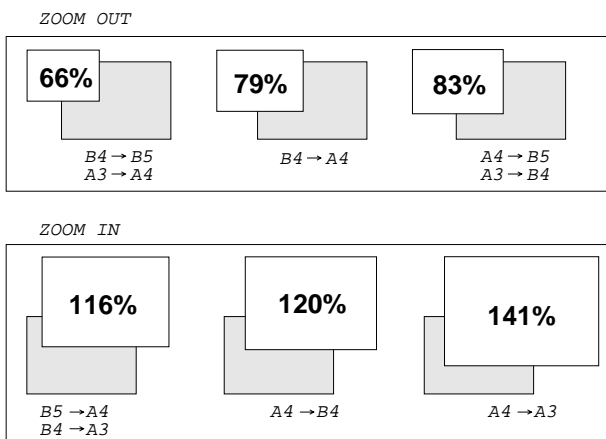 ZOOM OUT
66%
79%
83%
B4 → B5
A3 → A4
B4 → A4
A4 → B5
A3 → B4
ZOOM IN
116%
120%
141%
B5 → A4
B4 → A3
A4 → B4
A4 → A3